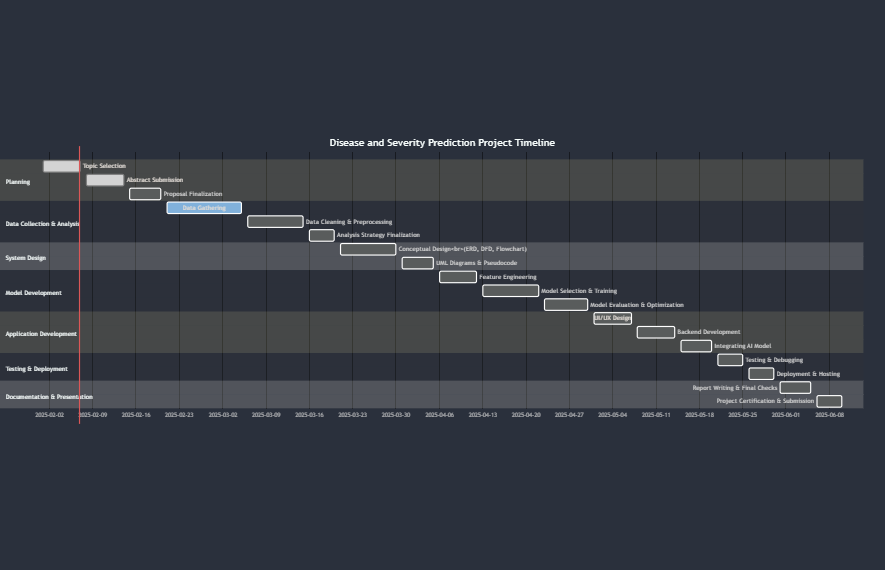 Disease and Severity Prediction Project Timeline
Planning
Topic Selection
Abstract Submission
Proposal Finalization
Data Collection & Analysis
Data Gathering
Data Cleaning & Preprocessing
Analysis Strategy Finalization
System Design
Conceptual Design<br>(ERD, DFD, Flowchart)
UML Diagrams & Pseudocode
Model Development
Feature Engineering
Model Selection & Training
Model Evaluation & Optimization
Application Development
UI/UX Design
Backend Development
Integrating AI Model
Testing & Deployment
Testing & Debugging
Deployment & Hosting
Documentation & Presentation
Report Writing & Final Checks
Project Certification & Submission
2025-02-02 2025-02-09 2025-02-16 2025-02-23 2025-03-02 2025-03-09 2025-03-16 2025-03-23 2025-03-30 2025-04-06 2025-04-13 2025-04-20 2025-04-27 2025-05-04 2025-05-11 2025-05-18 2025-05-25 2025-06-01 2025-06-08